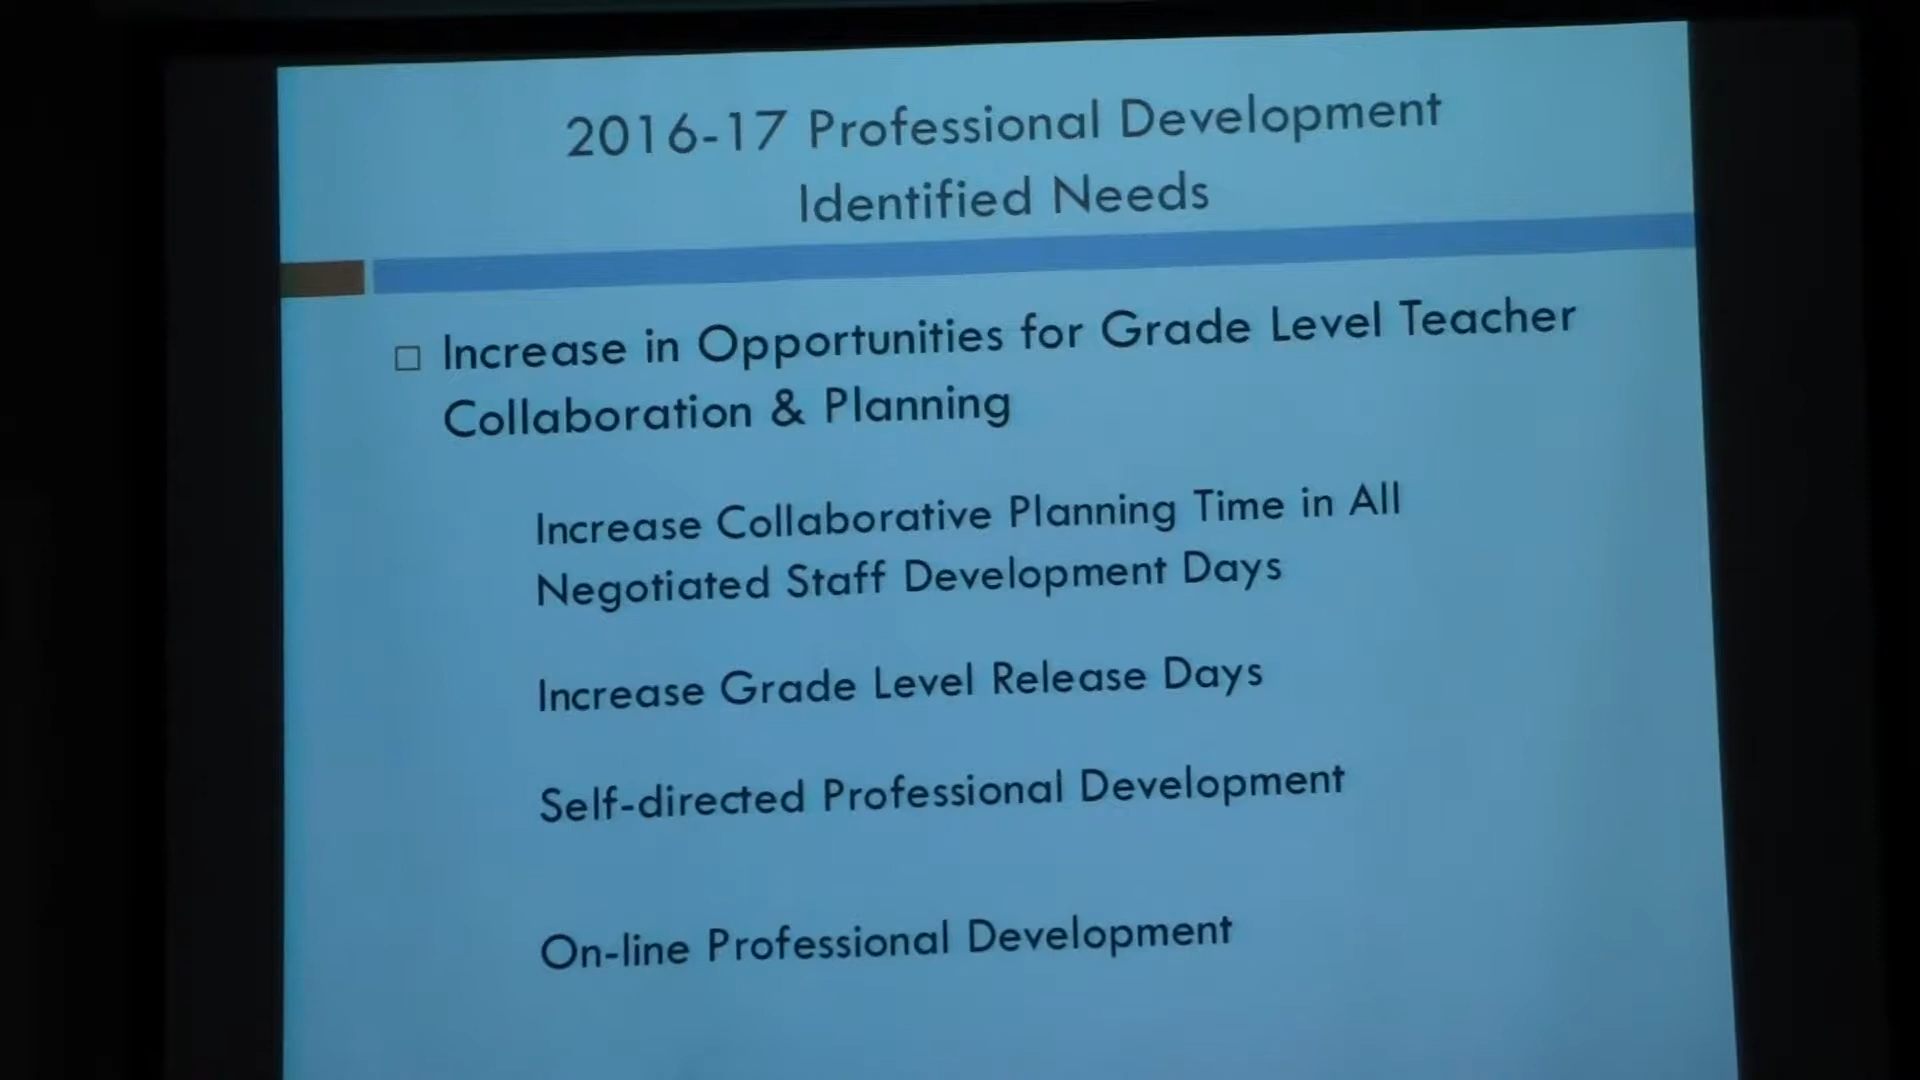 2016-17 Professional Development
Identified Needs
Increase in Opportunities for Grade Level Teacher
Collaboration & Planning
Increase Collaborative Planning Time in All
Negotiated Staff Development Days
Increase Grade Level Release Days
Self-directed Professional Development
On-line Professional Development